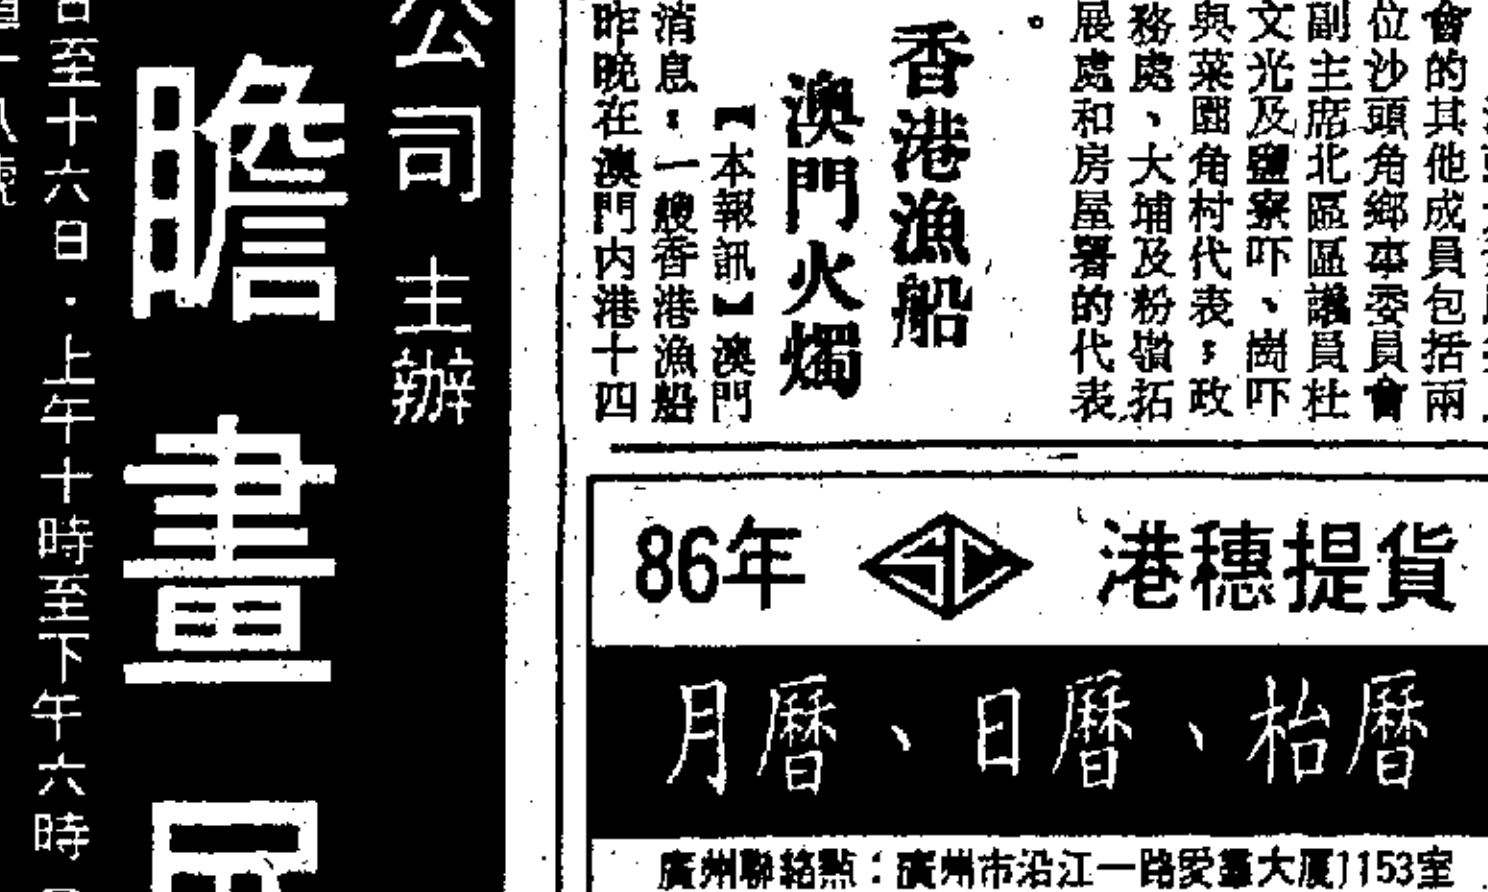 會的其他成員包括兩
位沙頭角鄉事委員會
副主席北區區議員杜
文光及鹽寮吓、崗吓
與菜園角村代表；政
務處、大埔及粉嶺拓
展處和房屋署的代表
。
香港漁船
澳門火燭
【本報訊】澳門
消息：一艘香港漁船
昨晚在澳門內港十四
86年 港穗提貨
月曆、日曆、枱曆
廣州聯絡點：廣州市沿江一路愛羣大厦1153室
公司 主辦
瞻畫展
日至十六日．上午十時至下午六時
十八號